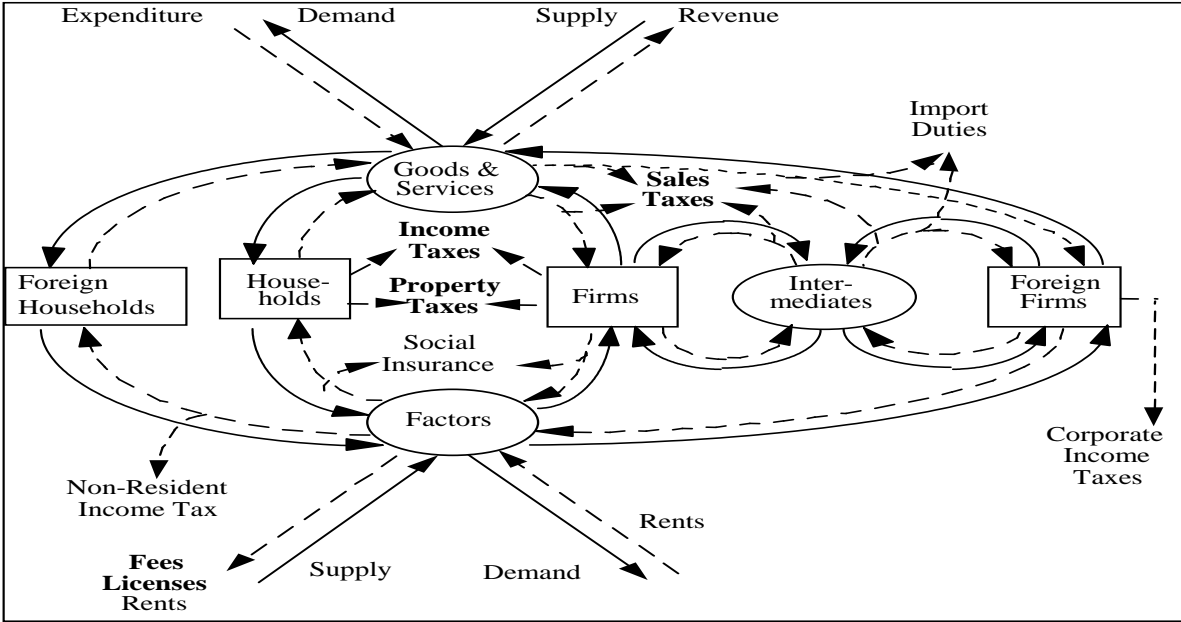 Expenditure
Demand
Supply
Revenue
Import
Duties
Goods &
Services
Sales
Taxes
Income
Taxes
Foreign
Households
House-
holds
Property
Taxes
Firms
Inter-
mediates
Foreign
Firms
Social
Insurance
Factors
Corporate
Income
Taxes
Non-Resident
Income Tax
Rents
Fees
Licenses
Rents
Supply
Demand